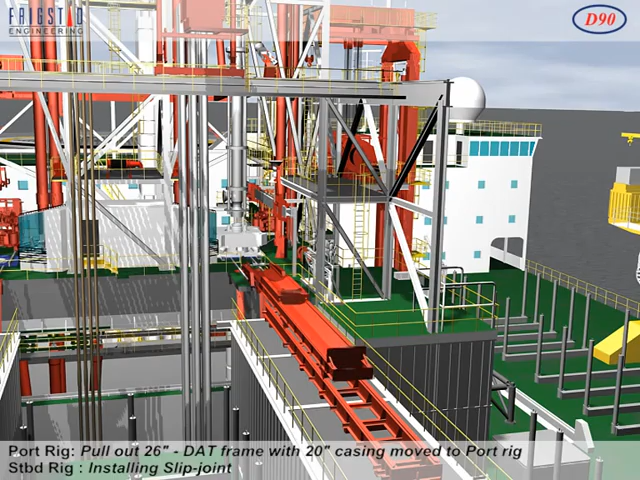 FRIGSTAD
ENGINEERING
D90
Port Rig: Pull out 26" - DAT frame with 20" casing moved to Port rig
Stbd Rig : Installing Slip-joint